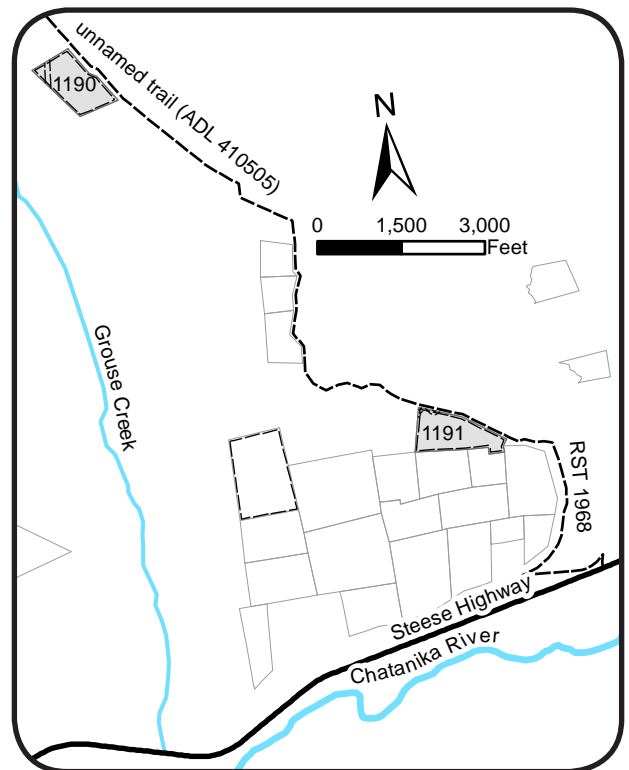 unnamed trail (ADL 410505)
1190
N
0 1,500 3,000
Feet
Grouse Creek
1191
RST 1968
Steese Highway
Chatanika River